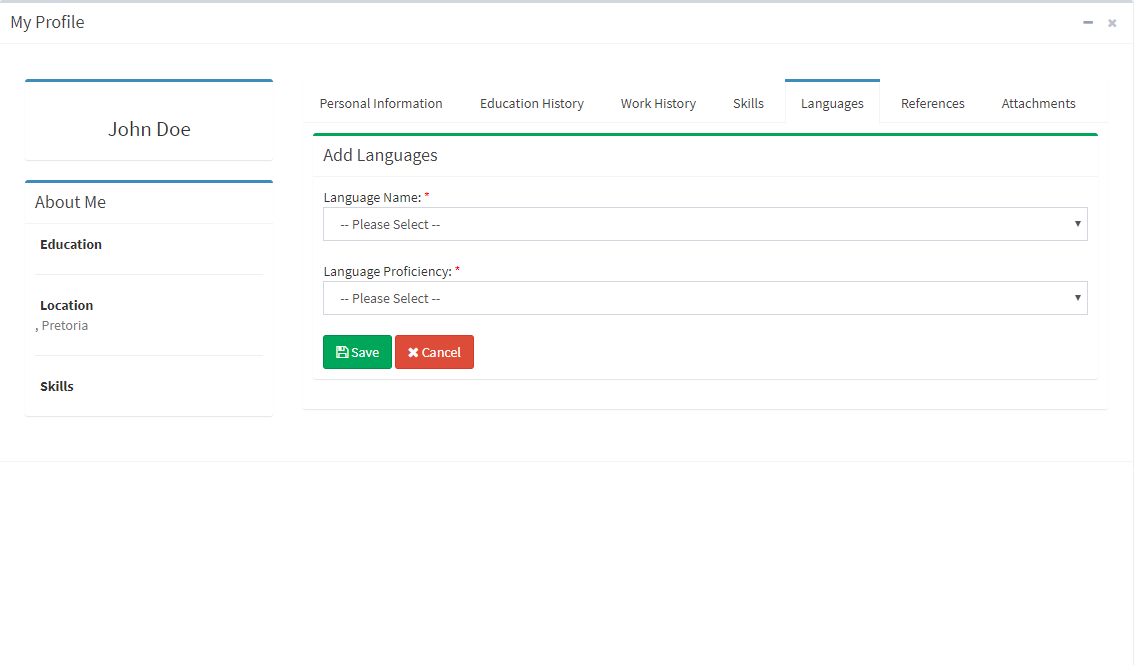 My Profile
John Doe
About Me
Education
Location
, Pretoria
Skills
Personal Information
Education History
Work History
Skills
Languages
References
Attachments
Add Languages
Language Name: *
-- Please Select --
Language Proficiency: *
-- Please Select --
Save
Cancel